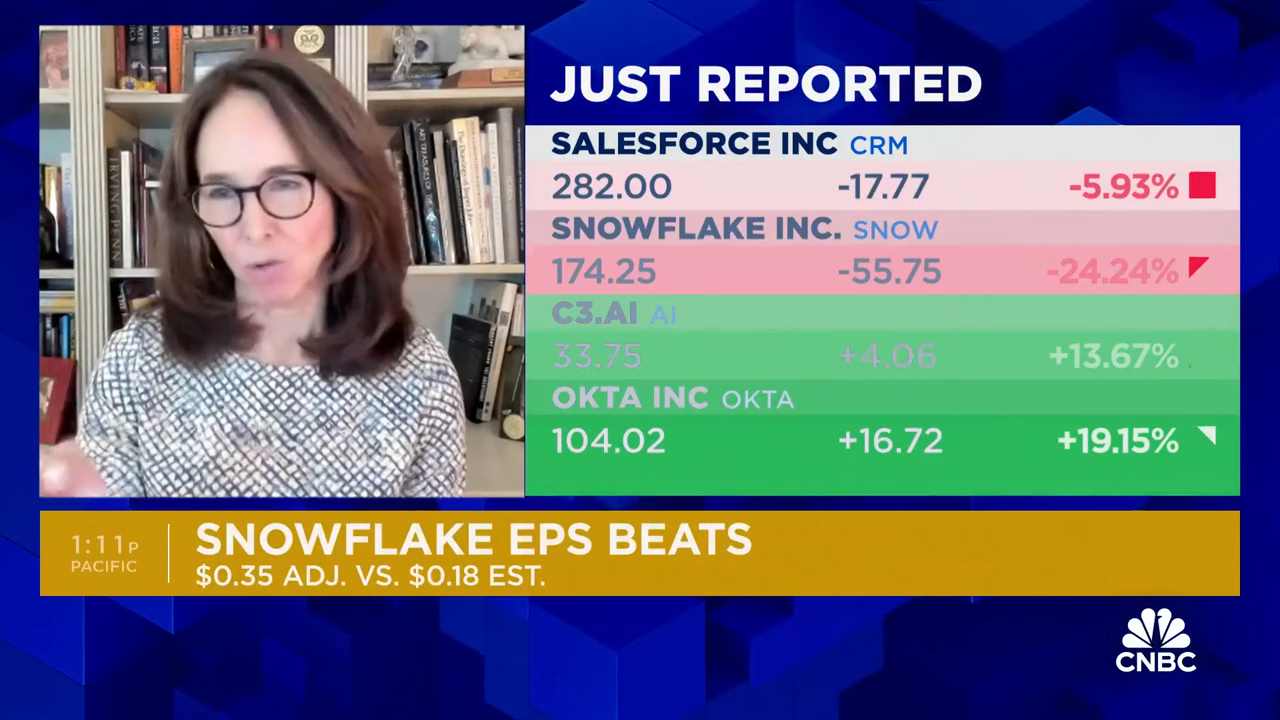 JUST REPORTED
SALESFORCE INC CRM
282.00 -17.77 -5.93%
SNOWFLAKE INC. SNOW
174.25 -55.75 -24.24%
C3.AI AI
33.75 +4.06 +13.67%
OKTA INC OKTA
104.02 +16.72 +19.15%
IRVING PENN
1:11P
PACIFIC
SNOWFLAKE EPS BEATS
$0.35 ADJ. VS. $0.18 EST.
CNBC